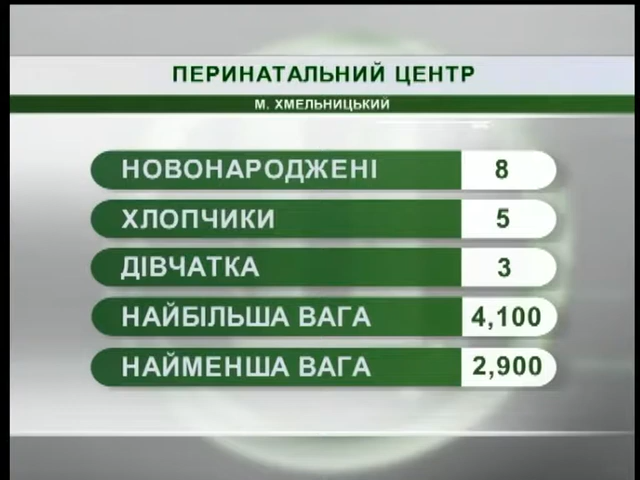 ПЕРИНАТАЛЬНИЙ ЦЕНТР
М. ХМЕЛЬНИЦЬКИЙ
НОВОНАРОДЖЕНІ 8
ХЛОПЧИКИ 5
ДІВЧАТКА 3
НАЙБІЛЬША ВАГА 4,100
НАЙМЕНША ВАГА 2,900